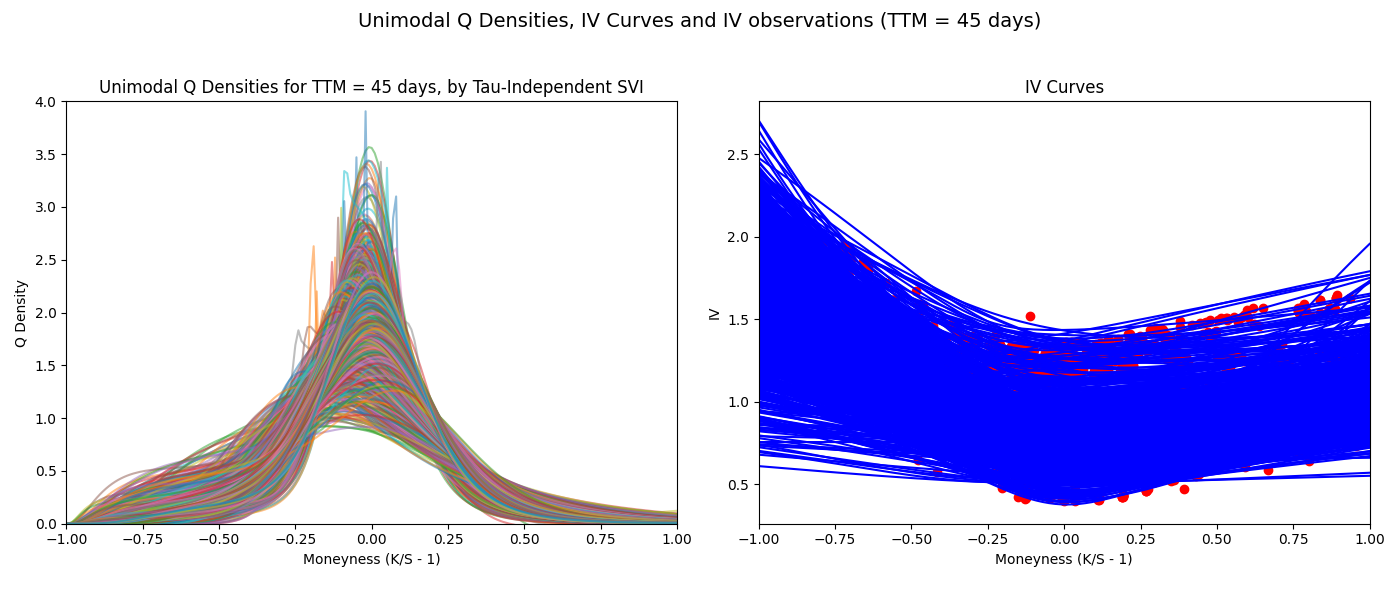 Unimodal Q Densities, IV Curves and IV observations (TTM = 45 days)
Unimodal Q Densities for TTM = 45 days, by Tau-Independent SVI
Q Density
4.0
3.5
3.0
2.5
2.0
1.5
1.0
0.5
0.0
−1.00 −0.75 −0.50 −0.25 0.00 0.25 0.50 0.75 1.00
Moneyness (K/S - 1)
IV Curves
IV
2.5
2.0
1.5
1.0
0.5
−1.00 −0.75 −0.50 −0.25 0.00 0.25 0.50 0.75 1.00
Moneyness (K/S - 1)